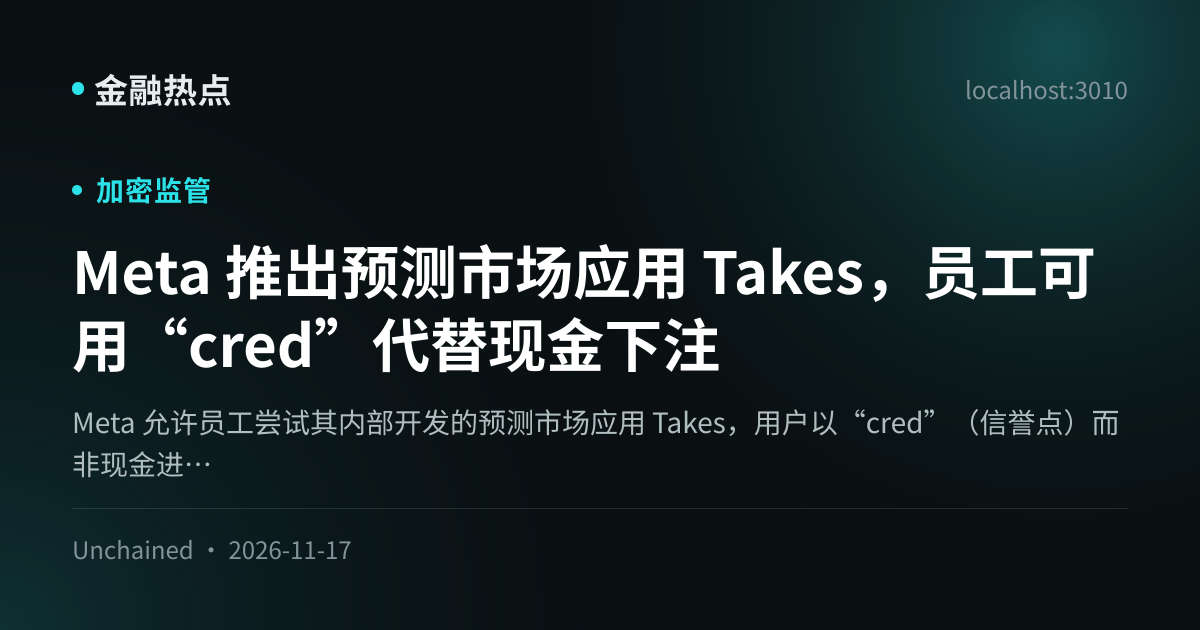 金融热点
localhost:3010
加密监管
Meta 推出预测市场应用 Takes，员工可
用“cred”代替现金下注
Meta 允许员工尝试其内部开发的预测市场应用 Takes，用户以“cred”（信誉点）而
非现金进…
Unchained · 2026-11-17